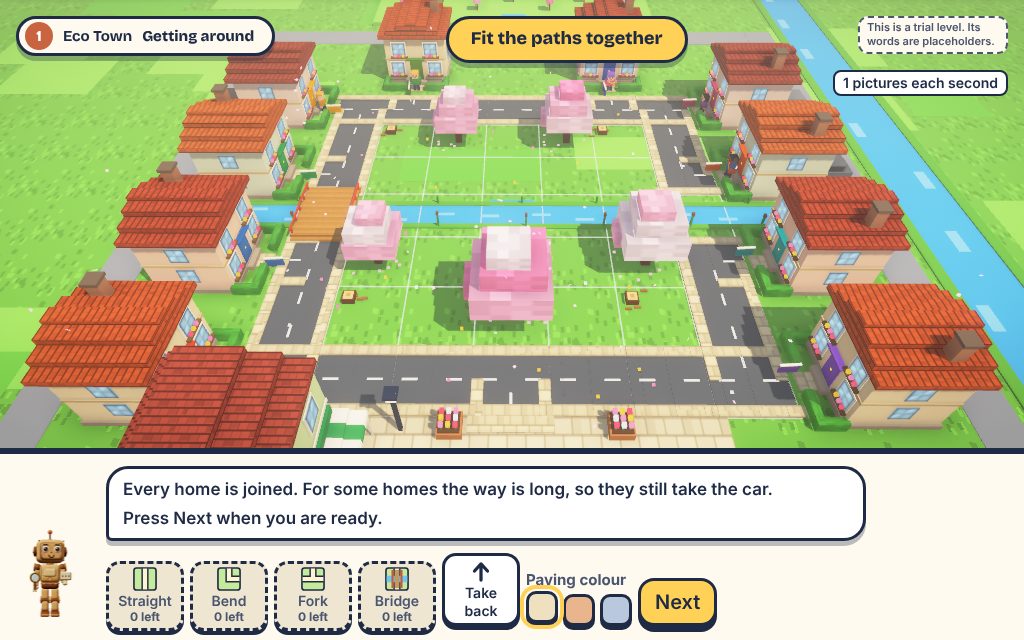 1 Eco Town Getting around
Fit the paths together
This is a trial level. Its
words are placeholders.
1 pictures each second
Every home is joined. For some homes the way is long, so they still take the car.
Press Next when you are ready.
Straight
0 left
Bend
0 left
Fork
0 left
Bridge
0 left
Take
back
Paving colour
Next